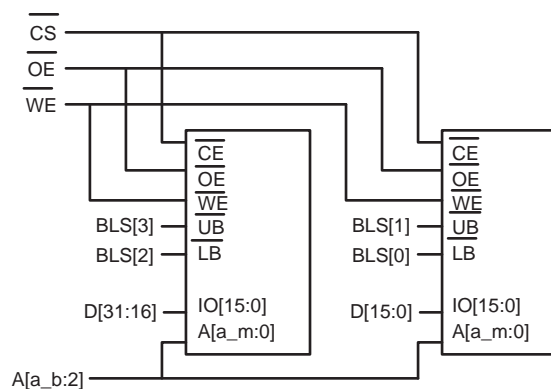 CS
OE
WE
CE
OE
WE
UB
LB
IO[15:0]
A[a_m:0]
BLS[3]
BLS[2]
D[31:16]
CE
OE
WE
UB
LB
IO[15:0]
A[a_m:0]
BLS[1]
BLS[0]
D[15:0]
A[a_b:2]